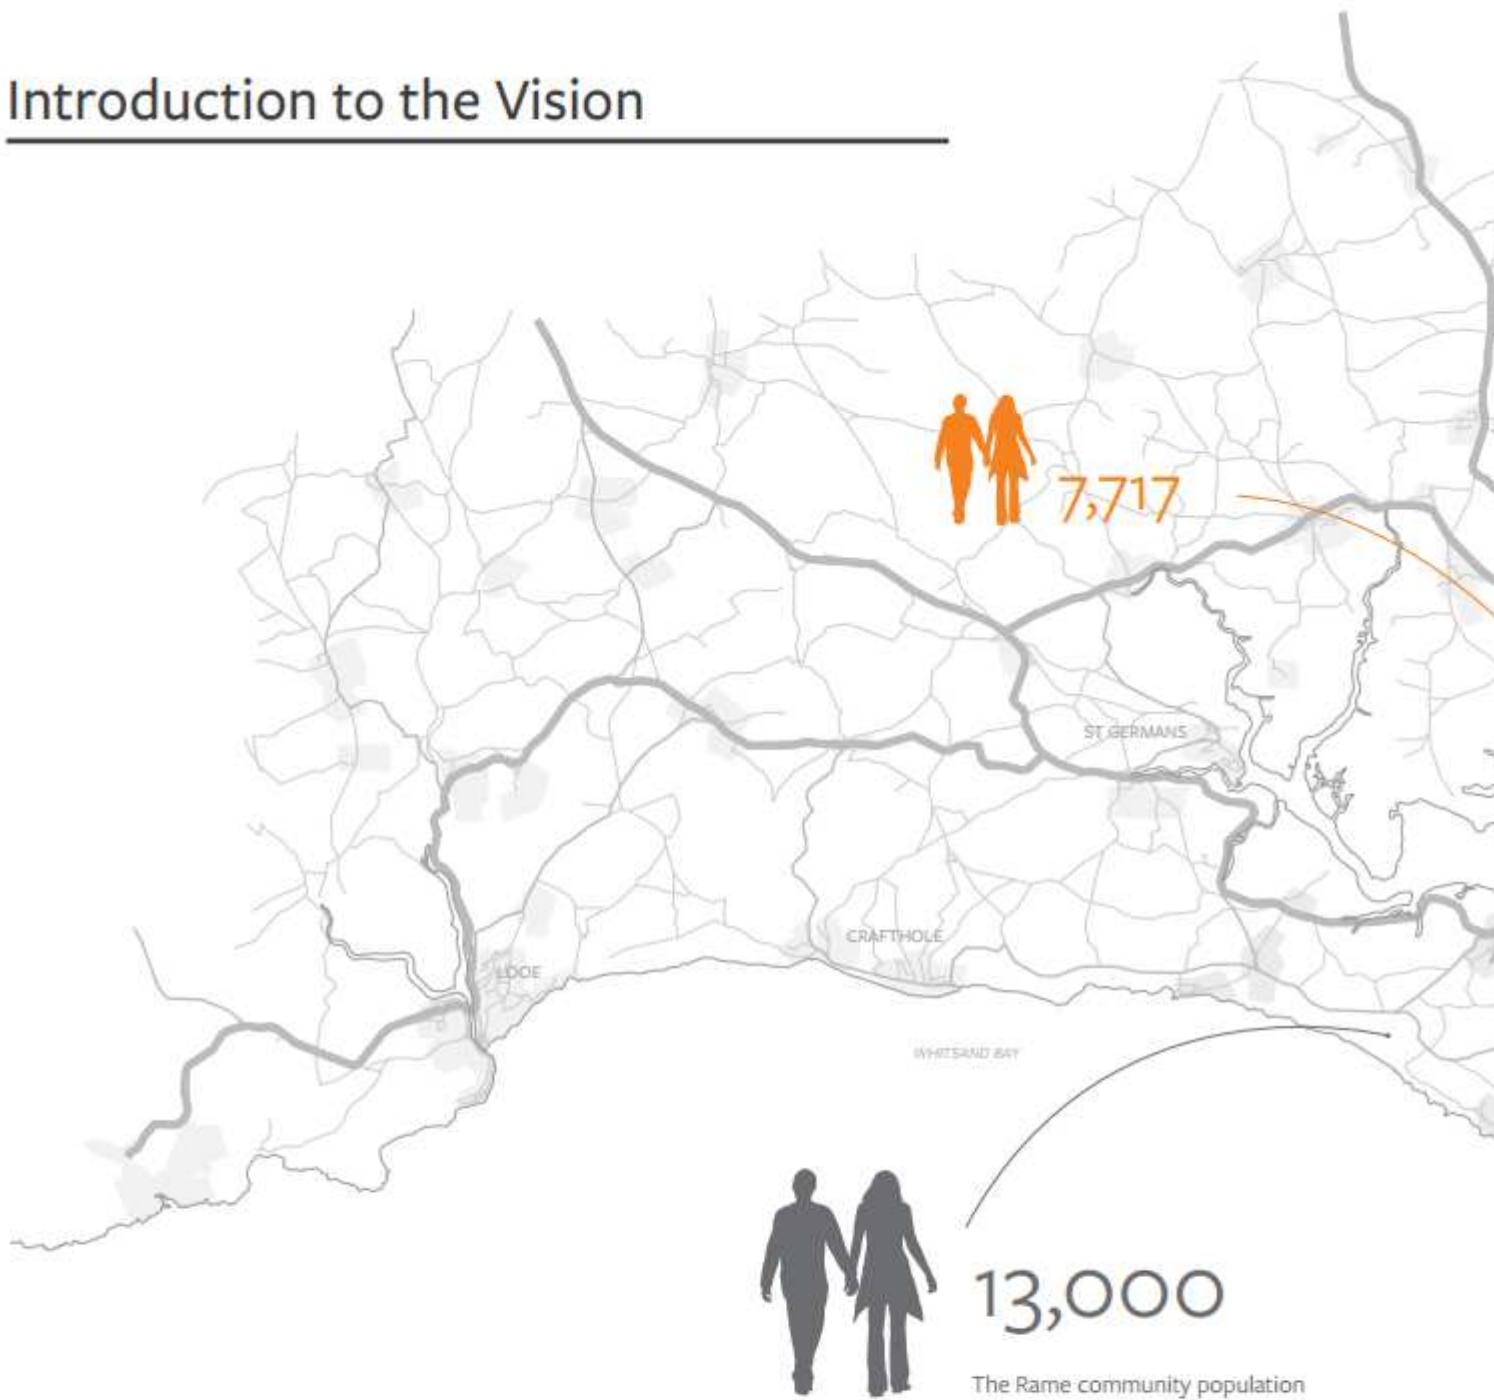 Introduction to the Vision
7,717
ST GERMANS
CRAFTHOLE
LOOE
WHITSAND BAY
13,000
The Rame community population